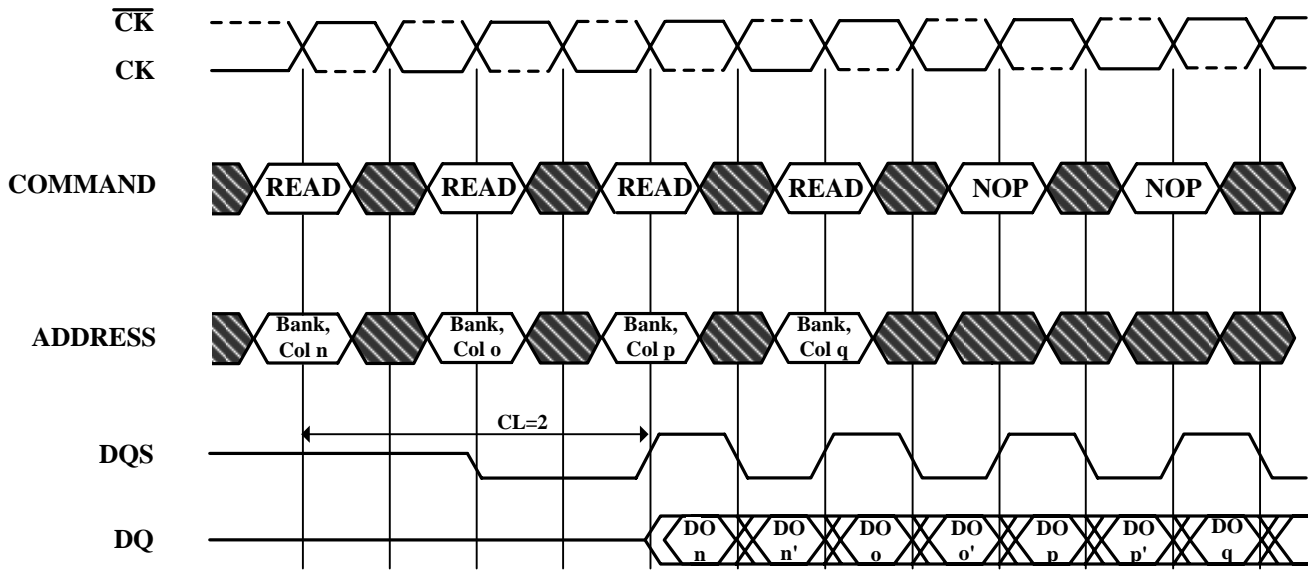 CK
CK
COMMAND
READ
READ
READ
READ
NOP
NOP
ADDRESS
Bank,
Col n
Bank,
Col o
Bank,
Col p
Bank,
Col q
CL=2
DQS
DQ
DO
n
DO
n'
DO
o
DO
o'
DO
p
DO
p'
DO
q